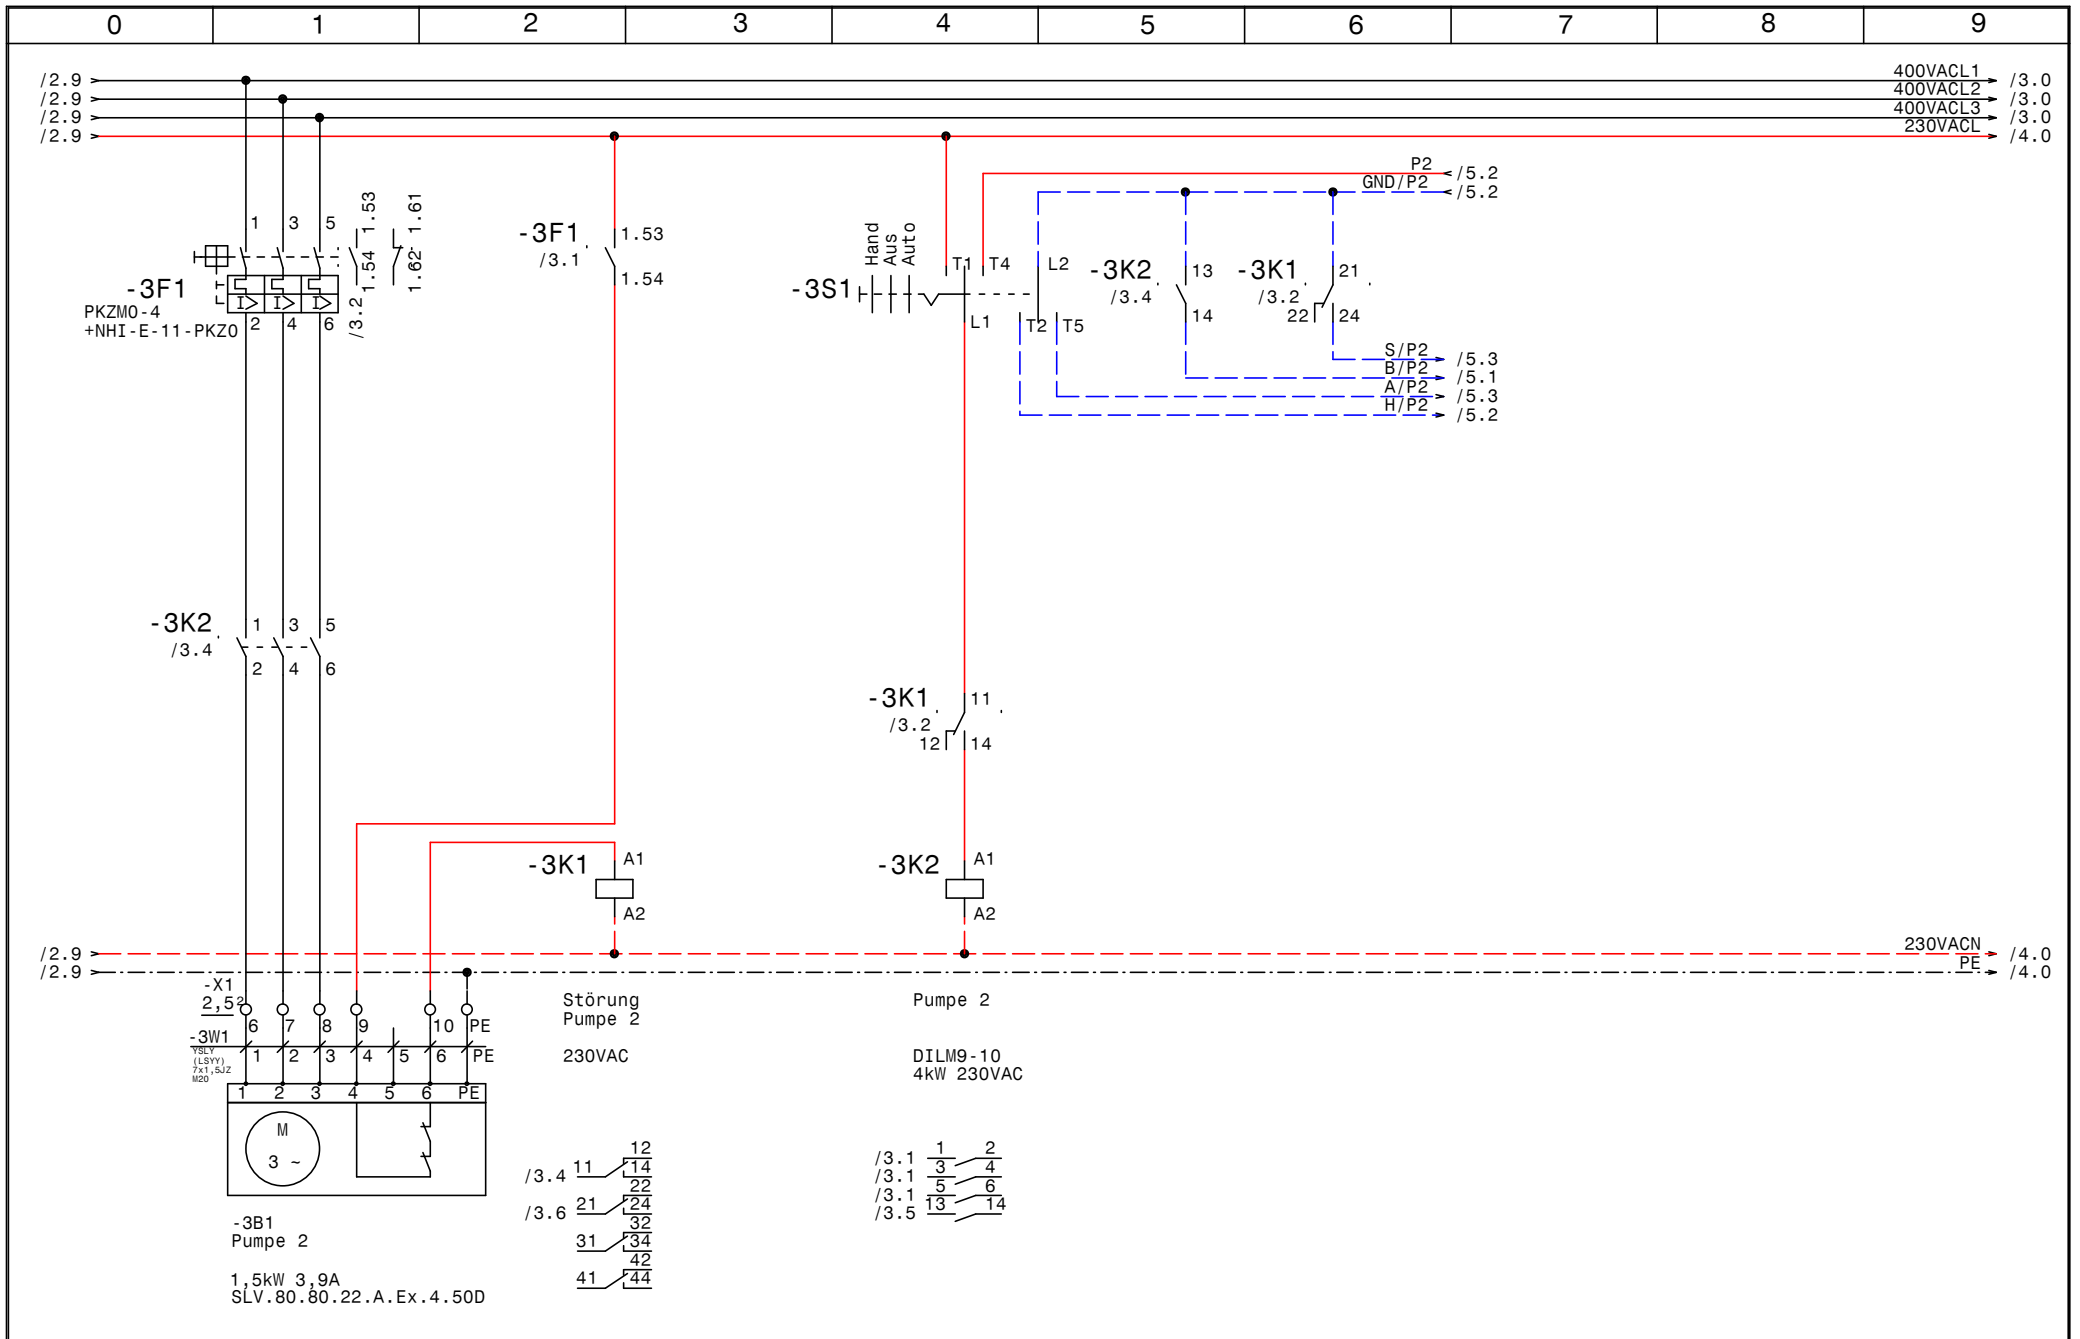 0 1 2 3 4 5 6 7 8 9
/2.9 400VACL1 /3.0
/2.9 400VACL2 /3.0
/2.9 400VACL3 /3.0
/2.9 230VACL /4.0
P2 /5.2
GND/P2 /5.2
1 3 5 1.53 1.61
1.54 1.62
-3F1
PKZM0-4
+NHI-E-11-PKZ0
I> I> I>
2 4 6 /3.2
-3F1 1.53
/3.1
1.54
Hand
Aus
Auto
-3S1
T1 T4 L2
L1 T2 T5
-3K2 13
/3.4
14
-3K1 21
/3.2
22 24
S/P2 /5.3
B/P2 /5.1
A/P2 /5.3
H/P2 /5.2
-3K2 1 3 5
/3.4
2 4 6
-3K1 11
/3.2
12 14
-3K1 A1
A2
-3K2 A1
A2
/2.9 230VACN /4.0
/2.9 PE /4.0
-X1
2,5²
6 7 8 9 10 PE
-3W1
YSLY
(LSYY)
7x1,5JZ
M20
1 2 3 4 5 6 PE
1 2 3 4 5 6 PE
M
3 ~
-3B1
Pumpe 2
1,5kW 3,9A
SLV.80.80.22.A.Ex.4.50D
Störung
Pumpe 2
230VAC
Pumpe 2
DILM9-10
4kW 230VAC
12
/3.4 11 14
22
/3.6 21 24
32
31 34
42
41 44
/3.1 1 2
/3.1 3 4
/3.1 5 6
/3.5 13 14